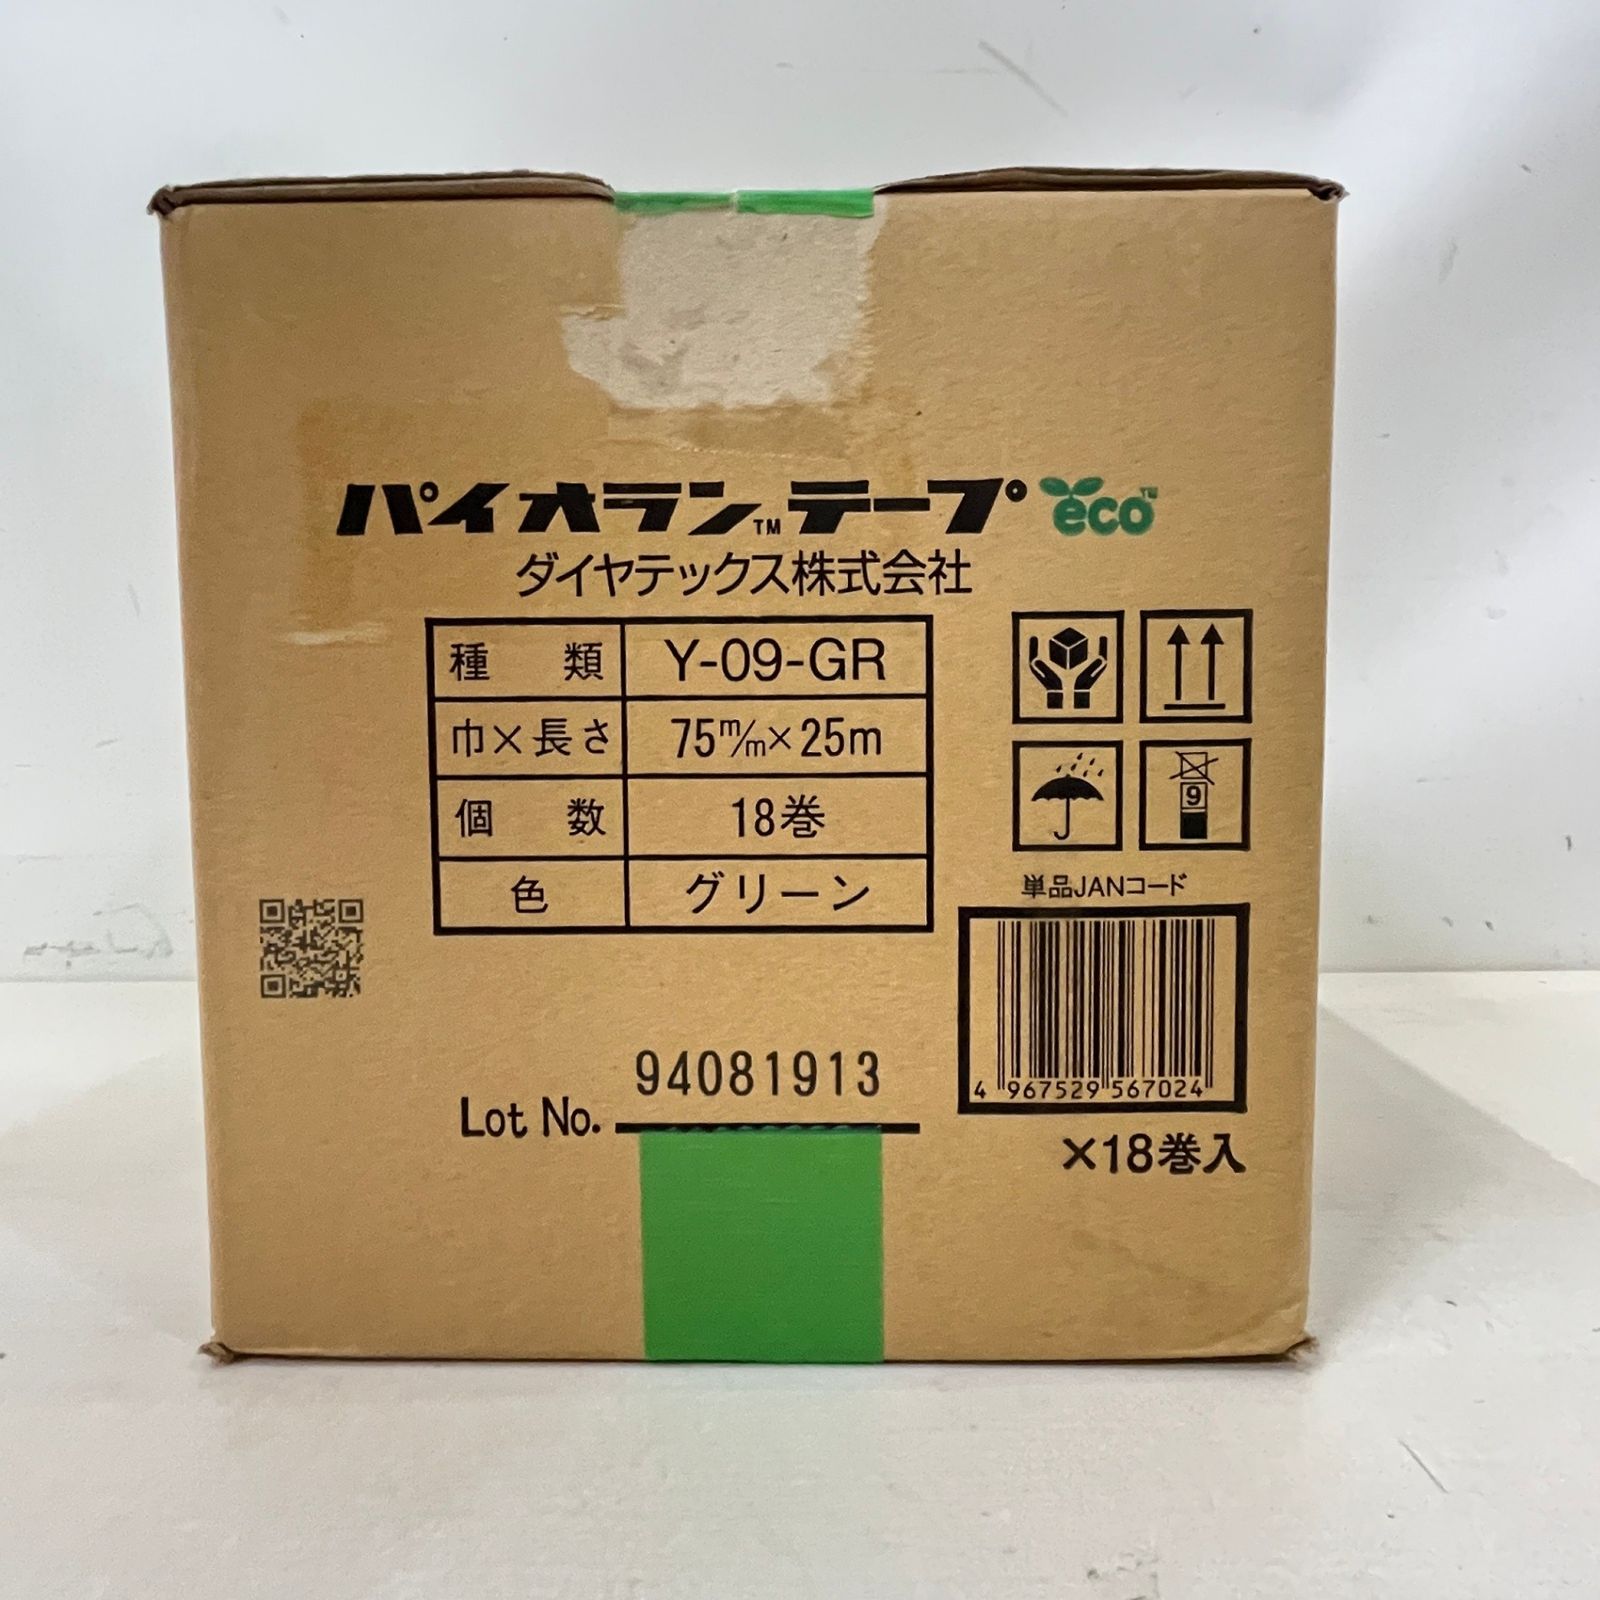 パイオラン™テープ eco™
ダイヤテックス株式会社
種類 Y-09-GR
巾×長さ 75m/m×25m
個数 18巻
色 グリーン
9
単品JANコード
4 967529 567024
×18巻入
94081913
Lot No.